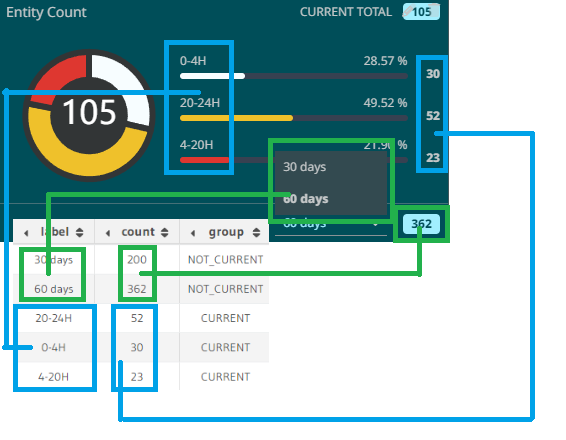 Entity Count
CURRENT TOTAL 105
105
0-4H 28.57 % 30
20-24H 49.52 % 52
4-20H 21.90 % 23
30 days
60 days
60 days 362
label count group
30 days 200 NOT_CURRENT
60 days 362 NOT_CURRENT
20-24H 52 CURRENT
0-4H 30 CURRENT
4-20H 23 CURRENT